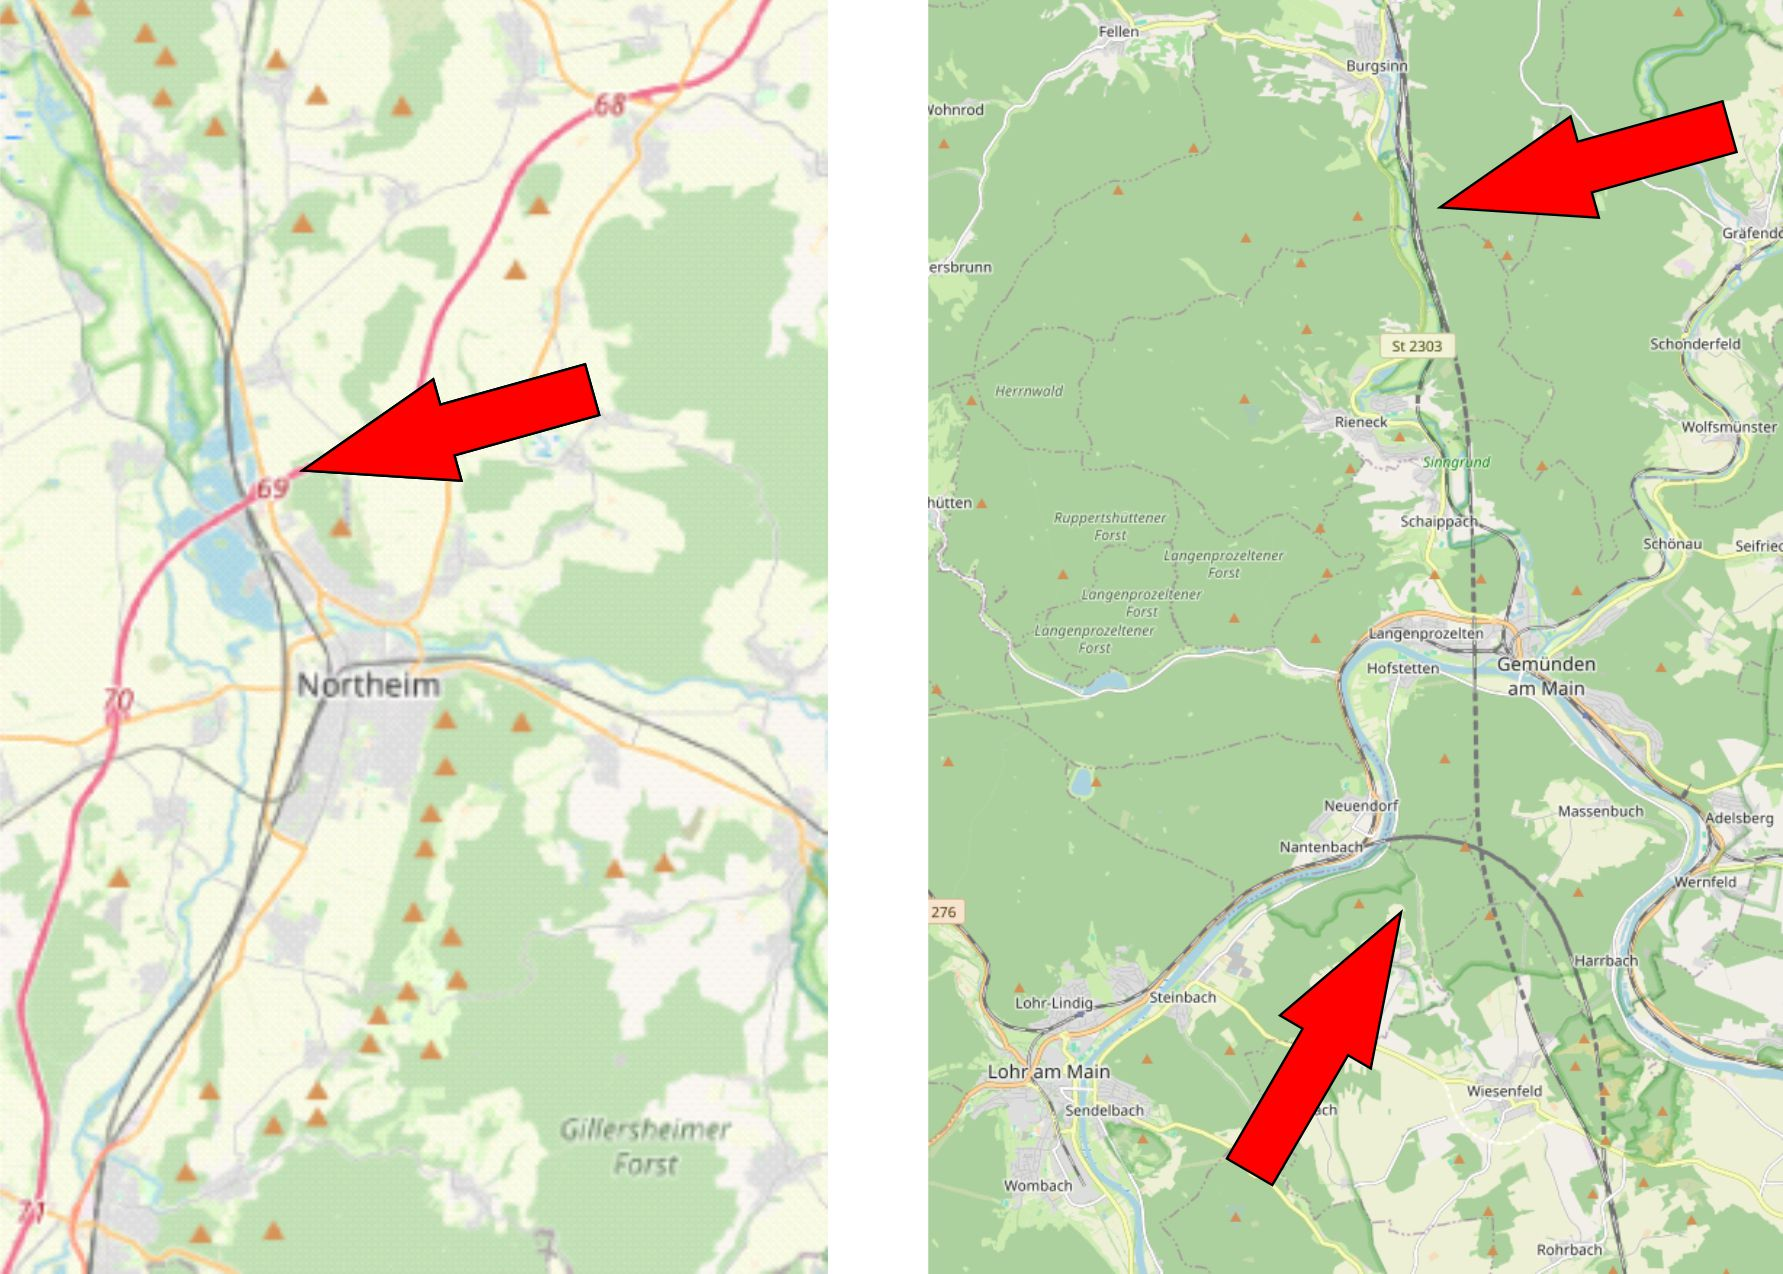 68
69
Northeim
70
Gillersheimer
Forst
71
Fellen
Burgsinn
Wohnrod
Gräfendo
ersbrunn
St 2303
Schonderfeld
Herrnwald
Rieneck
Wolfsmünster
Sinngrund
hütten
Ruppertshüttener
Forst
Schaippach
Langenprozeltener
Forst
Schönau
Seifried
Langenprozeltener
Forst
Langenprozeltener
Forst
Langenprozelten
Hofstetten
Gemünden
am Main
Neuendorf
Massenbuch
Adelsberg
Nantenbach
Wernfeld
276
Harrbach
Lohr-Lindig
Steinbach
Lohr am Main
Wiesenfeld
Sendelbach
ach
Wombach
Rohrbach